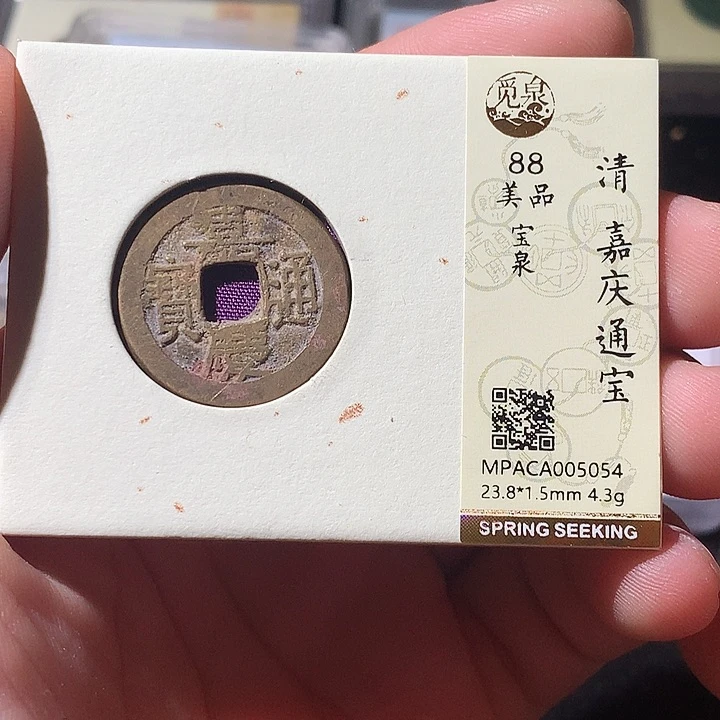 嘉慶通寶
覓泉
88
美品
宝泉
清 嘉庆通宝
MPACA005054
23.8*1.5mm 4.3g
SPRING SEEKING